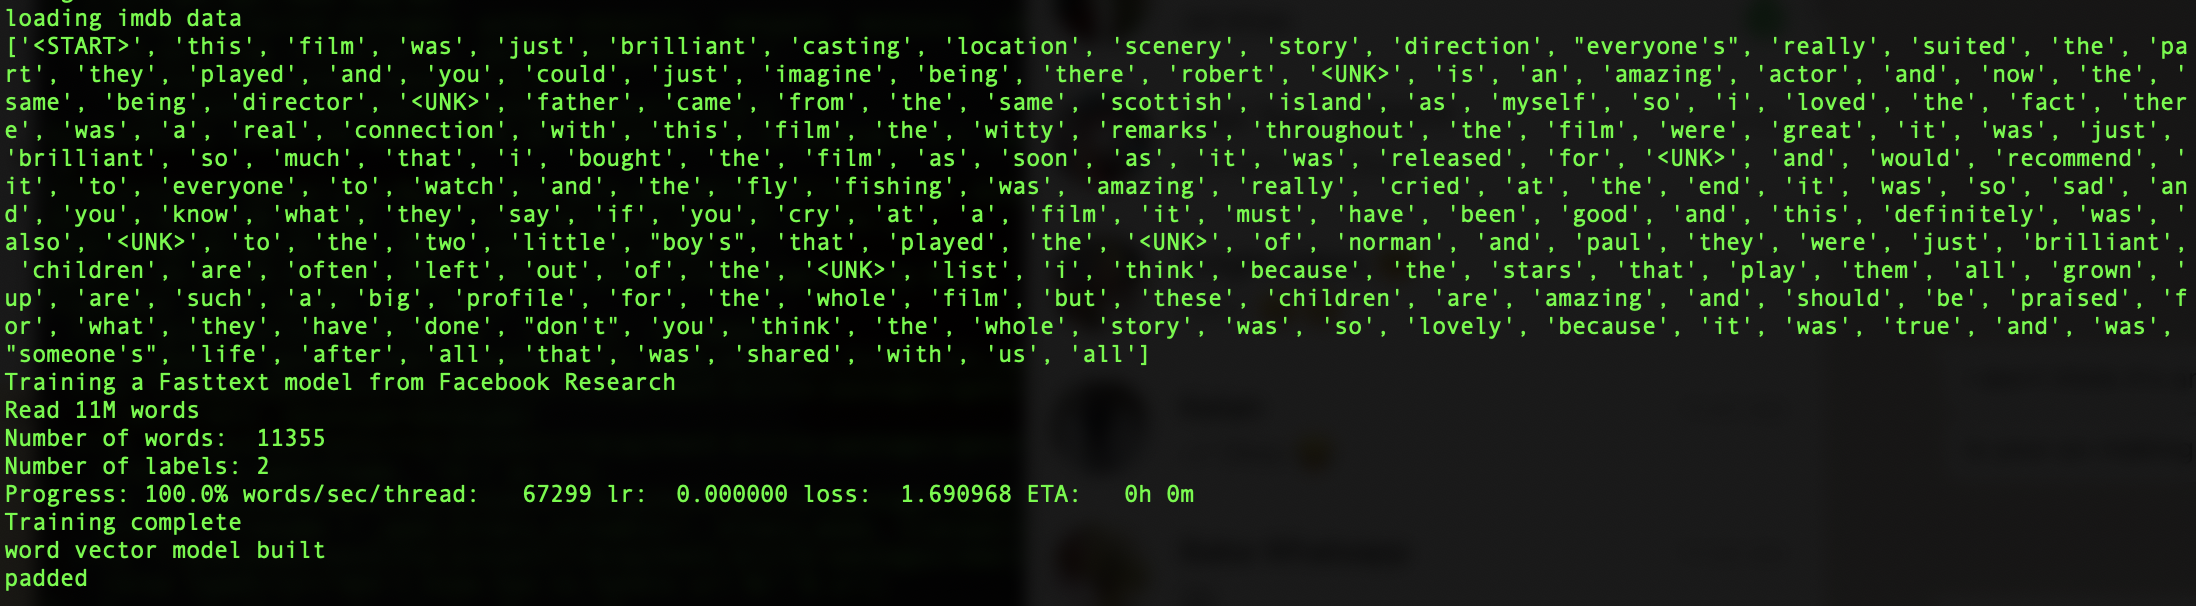 loading imdb data
['<START>', 'this', 'film', 'was', 'just', 'brilliant', 'casting', 'location', 'scenery', 'story', 'direction', "everyone's", 'really', 'suited', 'the', 'pa
rt', 'they', 'played', 'and', 'you', 'could', 'just', 'imagine', 'being', 'there', 'robert', '<UNK>', 'is', 'an', 'amazing', 'actor', 'and', 'now', 'the', '
same', 'being', 'director', '<UNK>', 'father', 'came', 'from', 'the', 'same', 'scottish', 'island', 'as', 'myself', 'so', 'i', 'loved', 'the', 'fact', 'ther
e', 'was', 'a', 'real', 'connection', 'with', 'this', 'film', 'the', 'witty', 'remarks', 'throughout', 'the', 'film', 'were', 'great', 'it', 'was', 'just',
'brilliant', 'so', 'much', 'that', 'i', 'bought', 'the', 'film', 'as', 'soon', 'as', 'it', 'was', 'released', 'for', '<UNK>', 'and', 'would', 'recommend', '
it', 'to', 'everyone', 'to', 'watch', 'and', 'the', 'fly', 'fishing', 'was', 'amazing', 'really', 'cried', 'at', 'the', 'end', 'it', 'was', 'so', 'sad', 'an
d', 'you', 'know', 'what', 'they', 'say', 'if', 'you', 'cry', 'at', 'a', 'film', 'it', 'must', 'have', 'been', 'good', 'and', 'this', 'definitely', 'was', '
also', '<UNK>', 'to', 'the', 'two', 'little', "boy's", 'that', 'played', 'the', '<UNK>', 'of', 'norman', 'and', 'paul', 'they', 'were', 'just', 'brilliant',
'children', 'are', 'often', 'left', 'out', 'of', 'the', '<UNK>', 'list', 'i', 'think', 'because', 'the', 'stars', 'that', 'play', 'them', 'all', 'grown', '
up', 'are', 'such', 'a', 'big', 'profile', 'for', 'the', 'whole', 'film', 'but', 'these', 'children', 'are', 'amazing', 'and', 'should', 'be', 'praised', 'f
or', 'what', 'they', 'have', 'done', "don't", 'you', 'think', 'the', 'whole', 'story', 'was', 'so', 'lovely', 'because', 'it', 'was', 'true', 'and', 'was',
"someone's", 'life', 'after', 'all', 'that', 'was', 'shared', 'with', 'us', 'all']
Training a Fasttext model from Facebook Research
Read 11M words
Number of words:  11355
Number of labels: 2
Progress: 100.0% words/sec/thread:   67299 lr:  0.000000 loss:  1.690968 ETA:   0h 0m
Training complete
word vector model built
padded